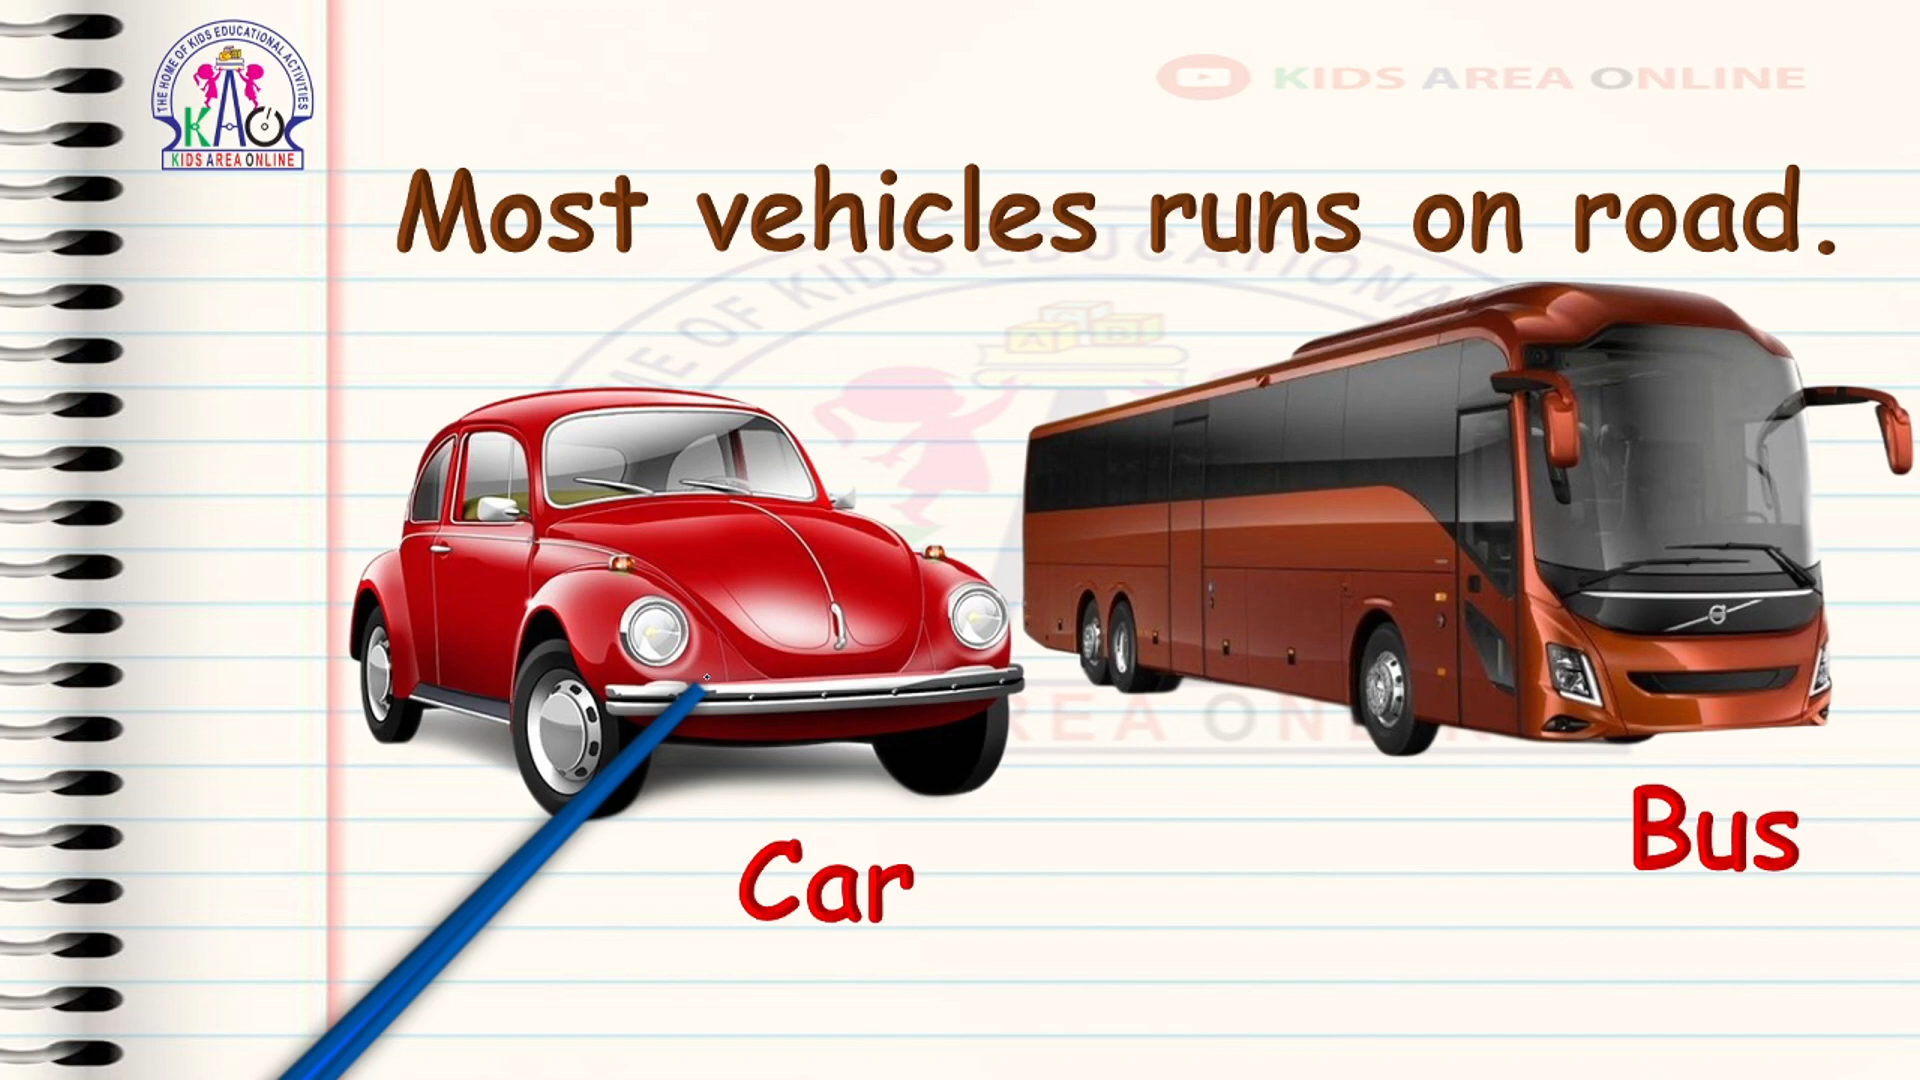 THE HOME OF KIDS EDUCATIONAL ACTIVITIES
KAO
KIDS AREA ONLINE
KIDS AREA ONLINE
Most vehicles runs on road.
Car
Bus